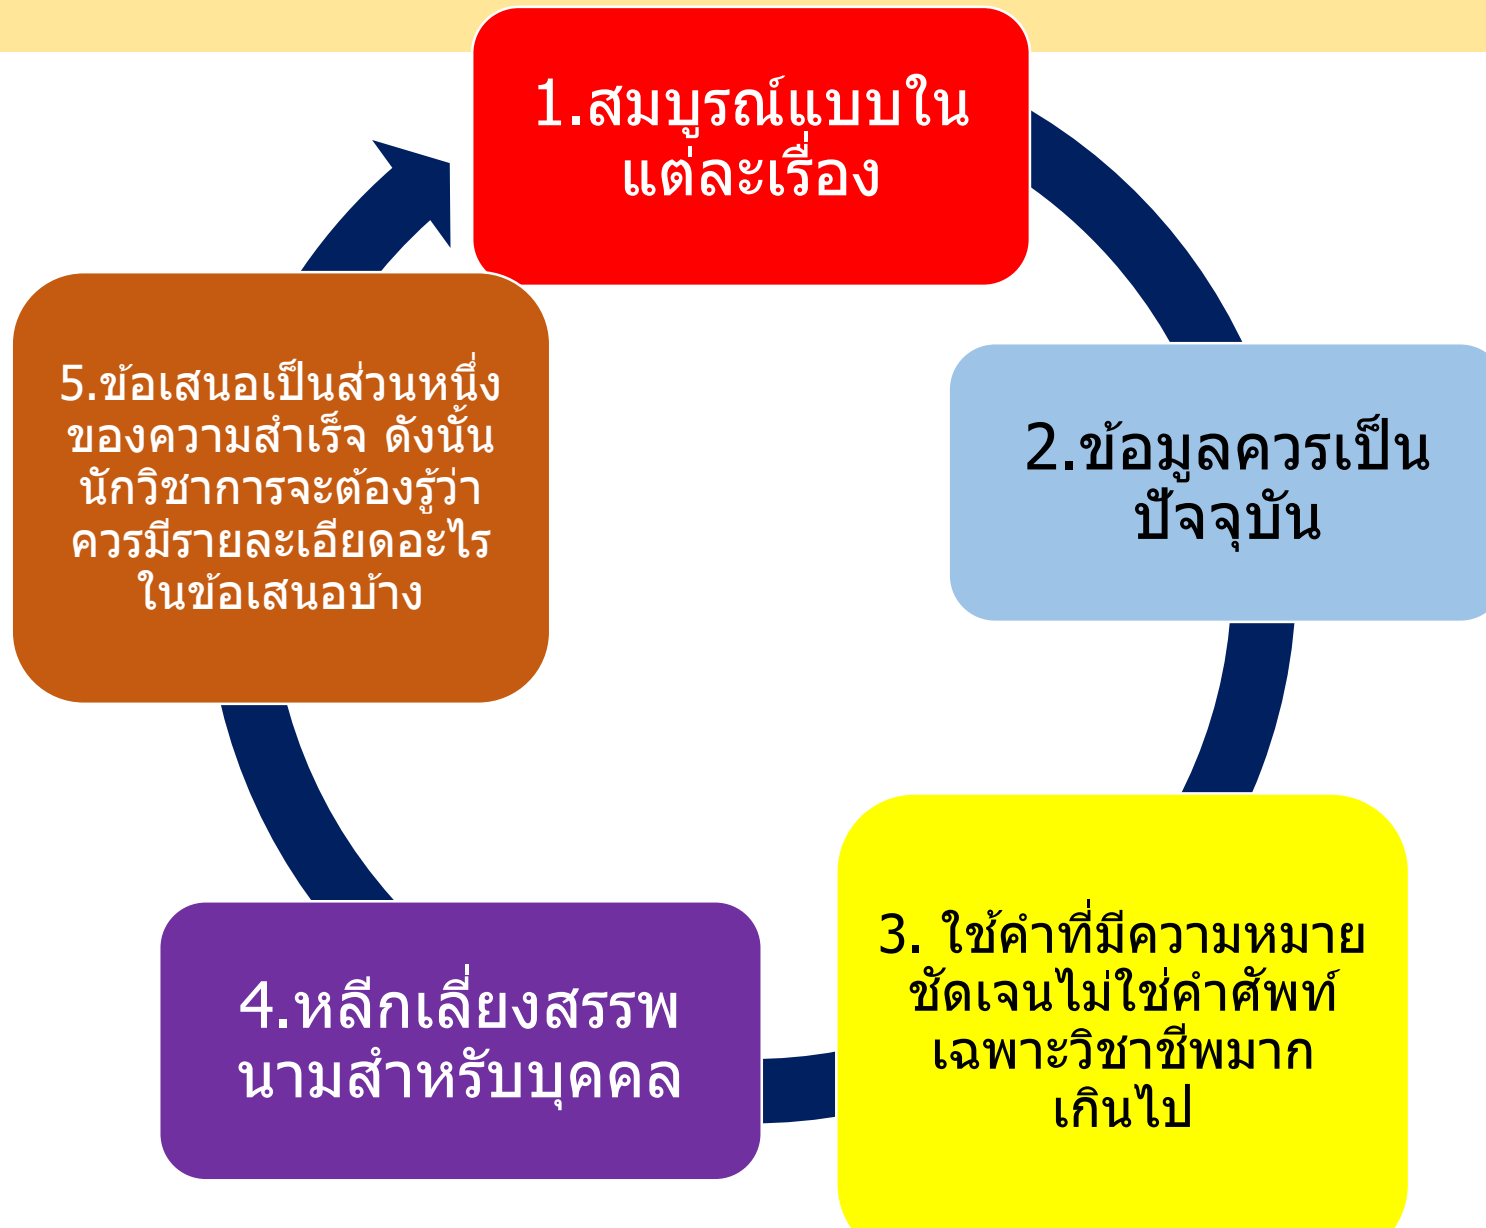 1.สมบูรณ์แบบใน
แต่ละเรื่อง
2.ข้อมูลควรเป็น
ปัจจุบัน
3. ใช้คำที่มีความหมาย
ชัดเจนไม่ใช่คำศัพท์
เฉพาะวิชาชีพมาก
เกินไป
4.หลีกเลี่ยงสรรพ
นามสำหรับบุคคล
5.ข้อเสนอเป็นส่วนหนึ่ง
ของความสำเร็จ ดังนั้น
นักวิชาการจะต้องรู้ว่า
ควรมีรายละเอียดอะไร
ในข้อเสนอบ้าง